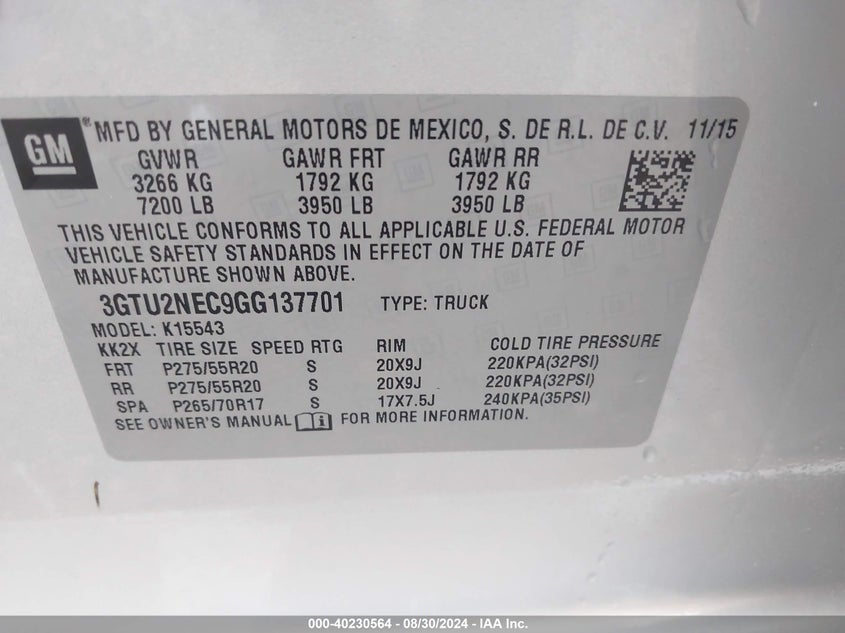 GM ® MFD BY GENERAL MOTORS DE MEXICO, S. DE R.L. DE C.V. 11/15
GVWR GAWR FRT GAWR RR
3266 KG 1792 KG 1792 KG
7200 LB 3950 LB 3950 LB
THIS VEHICLE CONFORMS TO ALL APPLICABLE U.S. FEDERAL MOTOR
VEHICLE SAFETY STANDARDS IN EFFECT ON THE DATE OF
MANUFACTURE SHOWN ABOVE.
3GTU2NEC9GG137701 TYPE: TRUCK
MODEL: K15543
KK2X TIRE SIZE SPEED RTG RIM COLD TIRE PRESSURE
FRT P275/55R20 S 20X9J 220KPA(32PSI)
RR P275/55R20 S 20X9J 220KPA(32PSI)
SPA P265/70R17 S 17X7.5J 240KPA(35PSI)
SEE OWNER'S MANUAL FOR MORE INFORMATION.
000-40230564 - 08/30/2024 - IAA Inc.